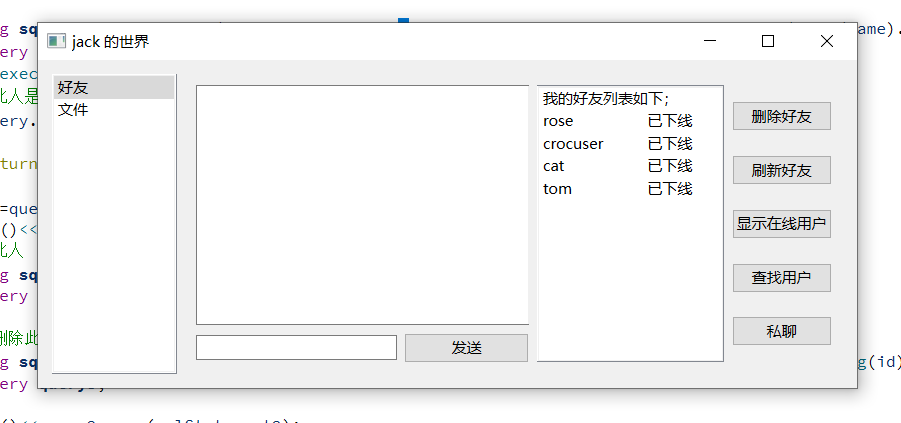 g sq
ame).
ery
jack 的世界
exec
好友
文件
我的好友列表如下；
rose 已下线
crocuser 已下线
cat 已下线
tom 已下线
删除好友
刷新好友
显示在线用户
查找用户
私聊
发送
此人是
ery.
turn
=que
()<<
此人
g sq
ery
删除此
g sq
g(id)